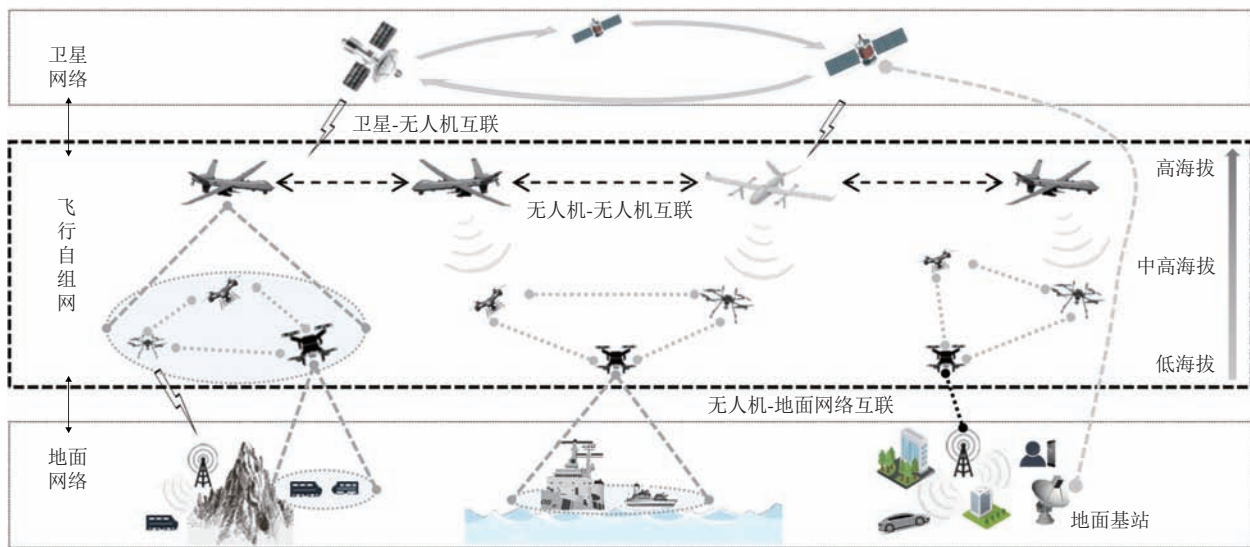 卫星
网络
卫星-无人机互联
高海拔
无人机-无人机互联
飞
行
自
组
网
中高海拔
低海拔
无人机-地面网络互联
地面
网络
地面基站